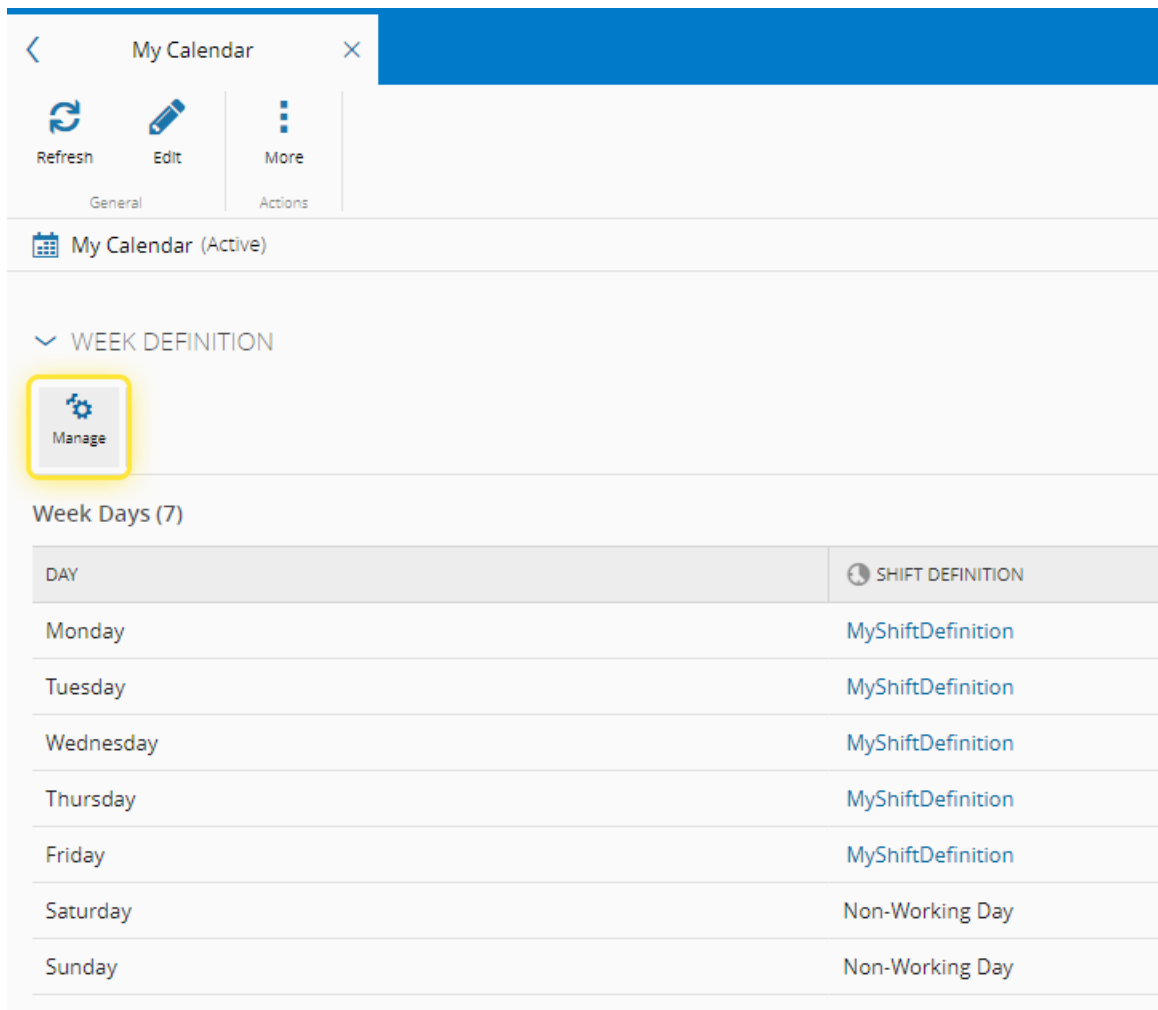 My Calendar
Refresh Edit More
General Actions
My Calendar (Active)
WEEK DEFINITION
Manage
Week Days (7)
DAY SHIFT DEFINITION
Monday MyShiftDefinition
Tuesday MyShiftDefinition
Wednesday MyShiftDefinition
Thursday MyShiftDefinition
Friday MyShiftDefinition
Saturday Non-Working Day
Sunday Non-Working Day